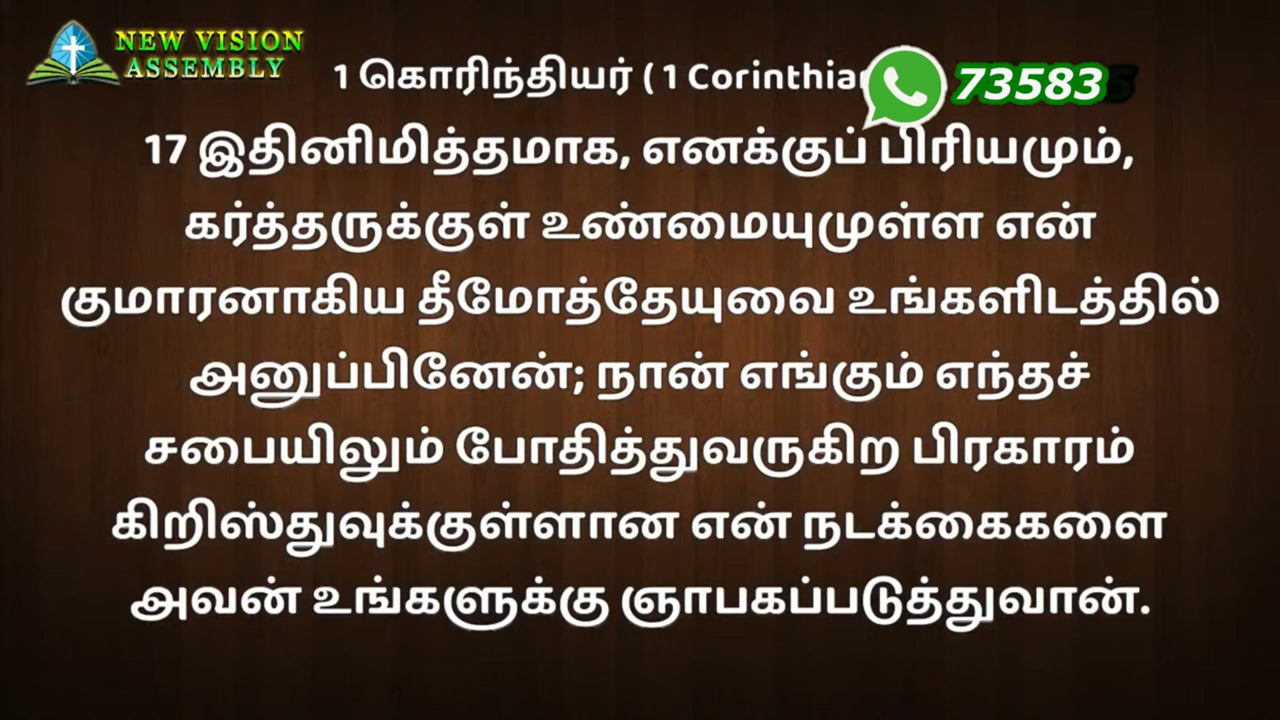 NEW VISION
ASSEMBLY
1 கொரிந்தியர் ( 1 Corinthia
73583
17 இதினிமித்தமாக, எனக்குப் பிரியமும்,
கர்த்தருக்குள் உண்மையுமுள்ள என்
குமாரனாகிய தீமோத்தேயுவை உங்களிடத்தில்
அனுப்பினேன்; நான் எங்கும் எந்தச்
சபையிலும் போதித்துவருகிற பிரகாரம்
கிறிஸ்துவுக்குள்ளான என் நடக்கைகளை
அவன் உங்களுக்கு ஞாபகப்படுத்துவான்.